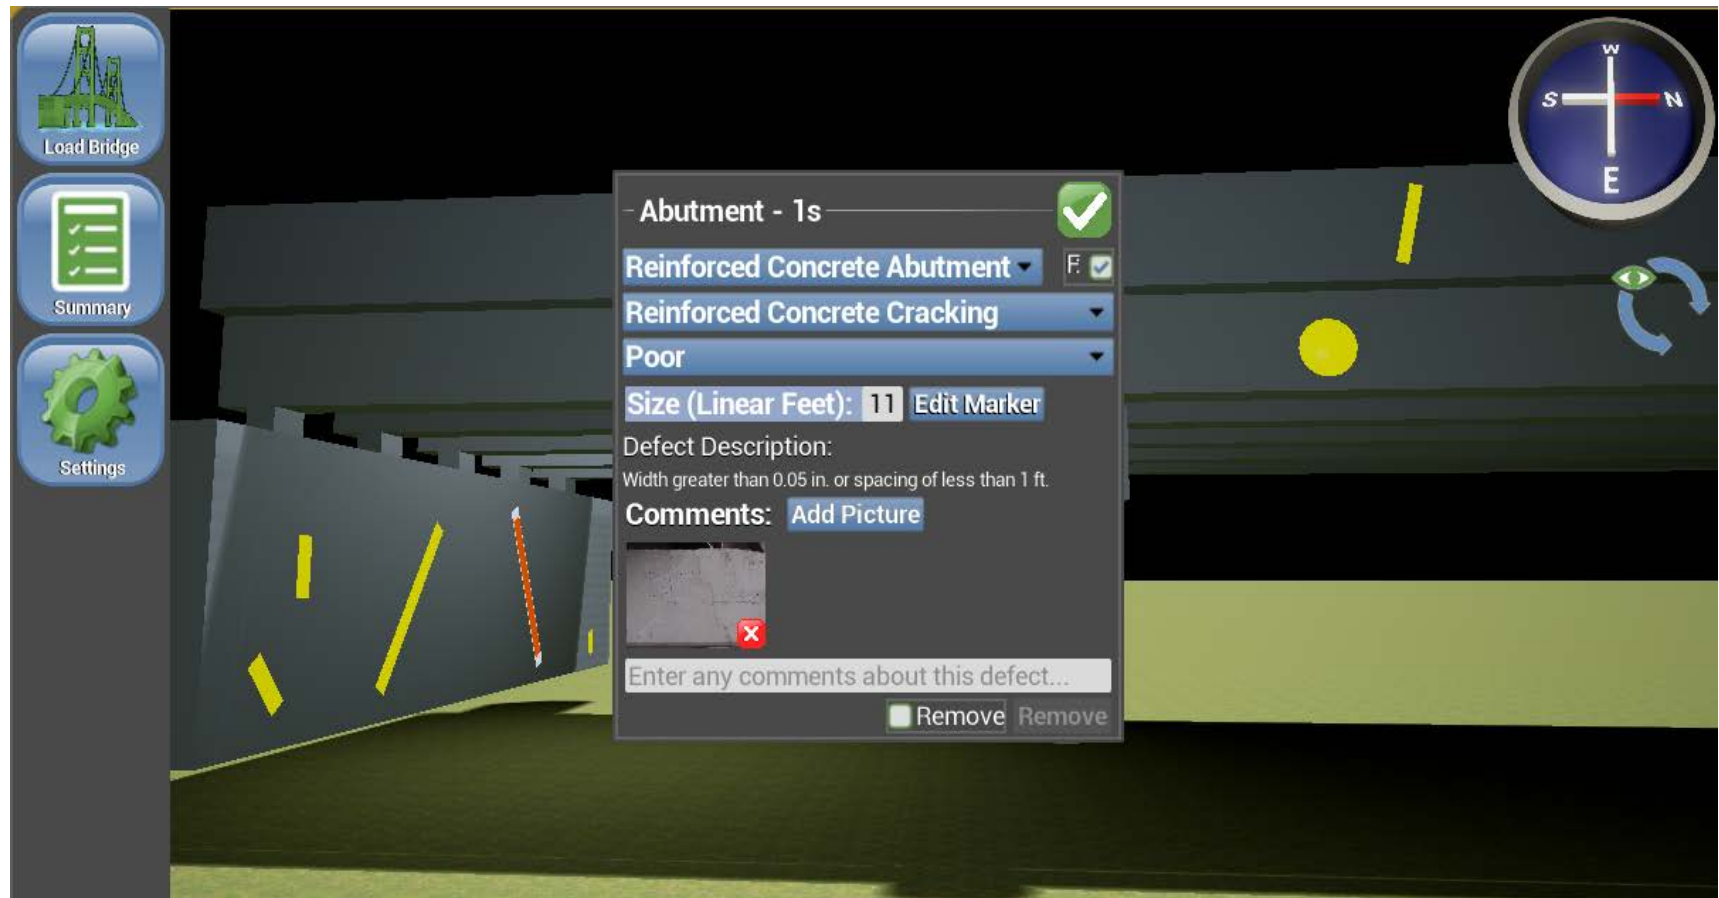 Load Bridge
Summary
Settings
Abutment - 1s
Reinforced Concrete Abutment
F.
Reinforced Concrete Cracking
Poor
Size (Linear Feet): 11 Edit Marker
Defect Description:
Width greater than 0.05 in. or spacing of less than 1 ft.
Comments: Add Picture
Enter any comments about this defect...
Remove Remove
W
S N
E